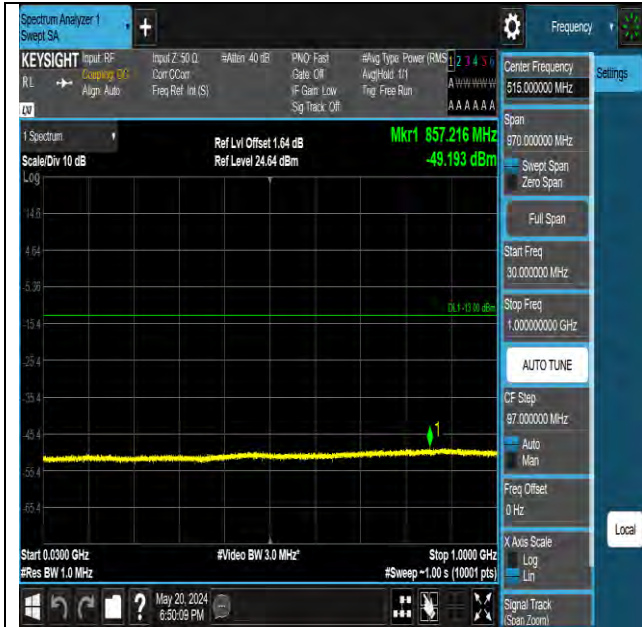 Spectrum Analyzer 1
Swept SA
+
Frequency
KEYSIGHT
Input: RF
Coupling: DC
Align: Auto
Input Z: 50 Ω
Corr CCorr
Freq Ref: Int (S)
#Atten: 40 dB
PNO: Fast
Gate: Off
IF Gain: Low
Sig Track: Off
#Avg Type: Power (RMS)
Avg|Hold: 1/1
Trig: Free Run
1 2 3 4 5 6
A W W W W W
A A A A A A
RL
LXI
1 Spectrum
Scale/Div 10 dB
Ref Lvl Offset 1.64 dB
Ref Level 24.64 dBm
Mkr1 857.216 MHz
-49.193 dBm
Log
14.6
4.64
-5.36
DL1 -13.00 dBm
-15.4
-25.4
-35.4
1
-45.4
-55.4
-65.4
Start 0.0300 GHz
#Res BW 1.0 MHz
#Video BW 3.0 MHz*
Stop 1.0000 GHz
#Sweep ~1.00 s (10001 pts)
?
May 20, 2024
6:50:09 PM
Settings
Center Frequency
515.000000 MHz
Span
970.000000 MHz
Swept Span
Zero Span
Full Span
Start Freq
30.000000 MHz
Stop Freq
1.000000000 GHz
AUTO TUNE
CF Step
97.000000 MHz
Auto
Man
Freq Offset
0 Hz
X Axis Scale
Log
Lin
Signal Track
(Span Zoom)
Local